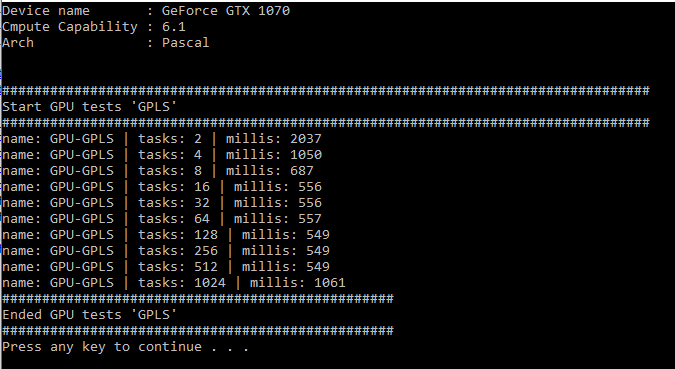 Device name       : GeForce GTX 1070
Cmpute Capability : 6.1
Arch              : Pascal
#################################################################################
Start GPU tests 'GPLS'
#################################################################################
name: GPU-GPLS | tasks: 2 | millis: 2037
name: GPU-GPLS | tasks: 4 | millis: 1050
name: GPU-GPLS | tasks: 8 | millis: 687
name: GPU-GPLS | tasks: 16 | millis: 556
name: GPU-GPLS | tasks: 32 | millis: 556
name: GPU-GPLS | tasks: 64 | millis: 557
name: GPU-GPLS | tasks: 128 | millis: 549
name: GPU-GPLS | tasks: 256 | millis: 549
name: GPU-GPLS | tasks: 512 | millis: 549
name: GPU-GPLS | tasks: 1024 | millis: 1061
#################################################
Ended GPU tests 'GPLS'
#################################################
Press any key to continue . . .